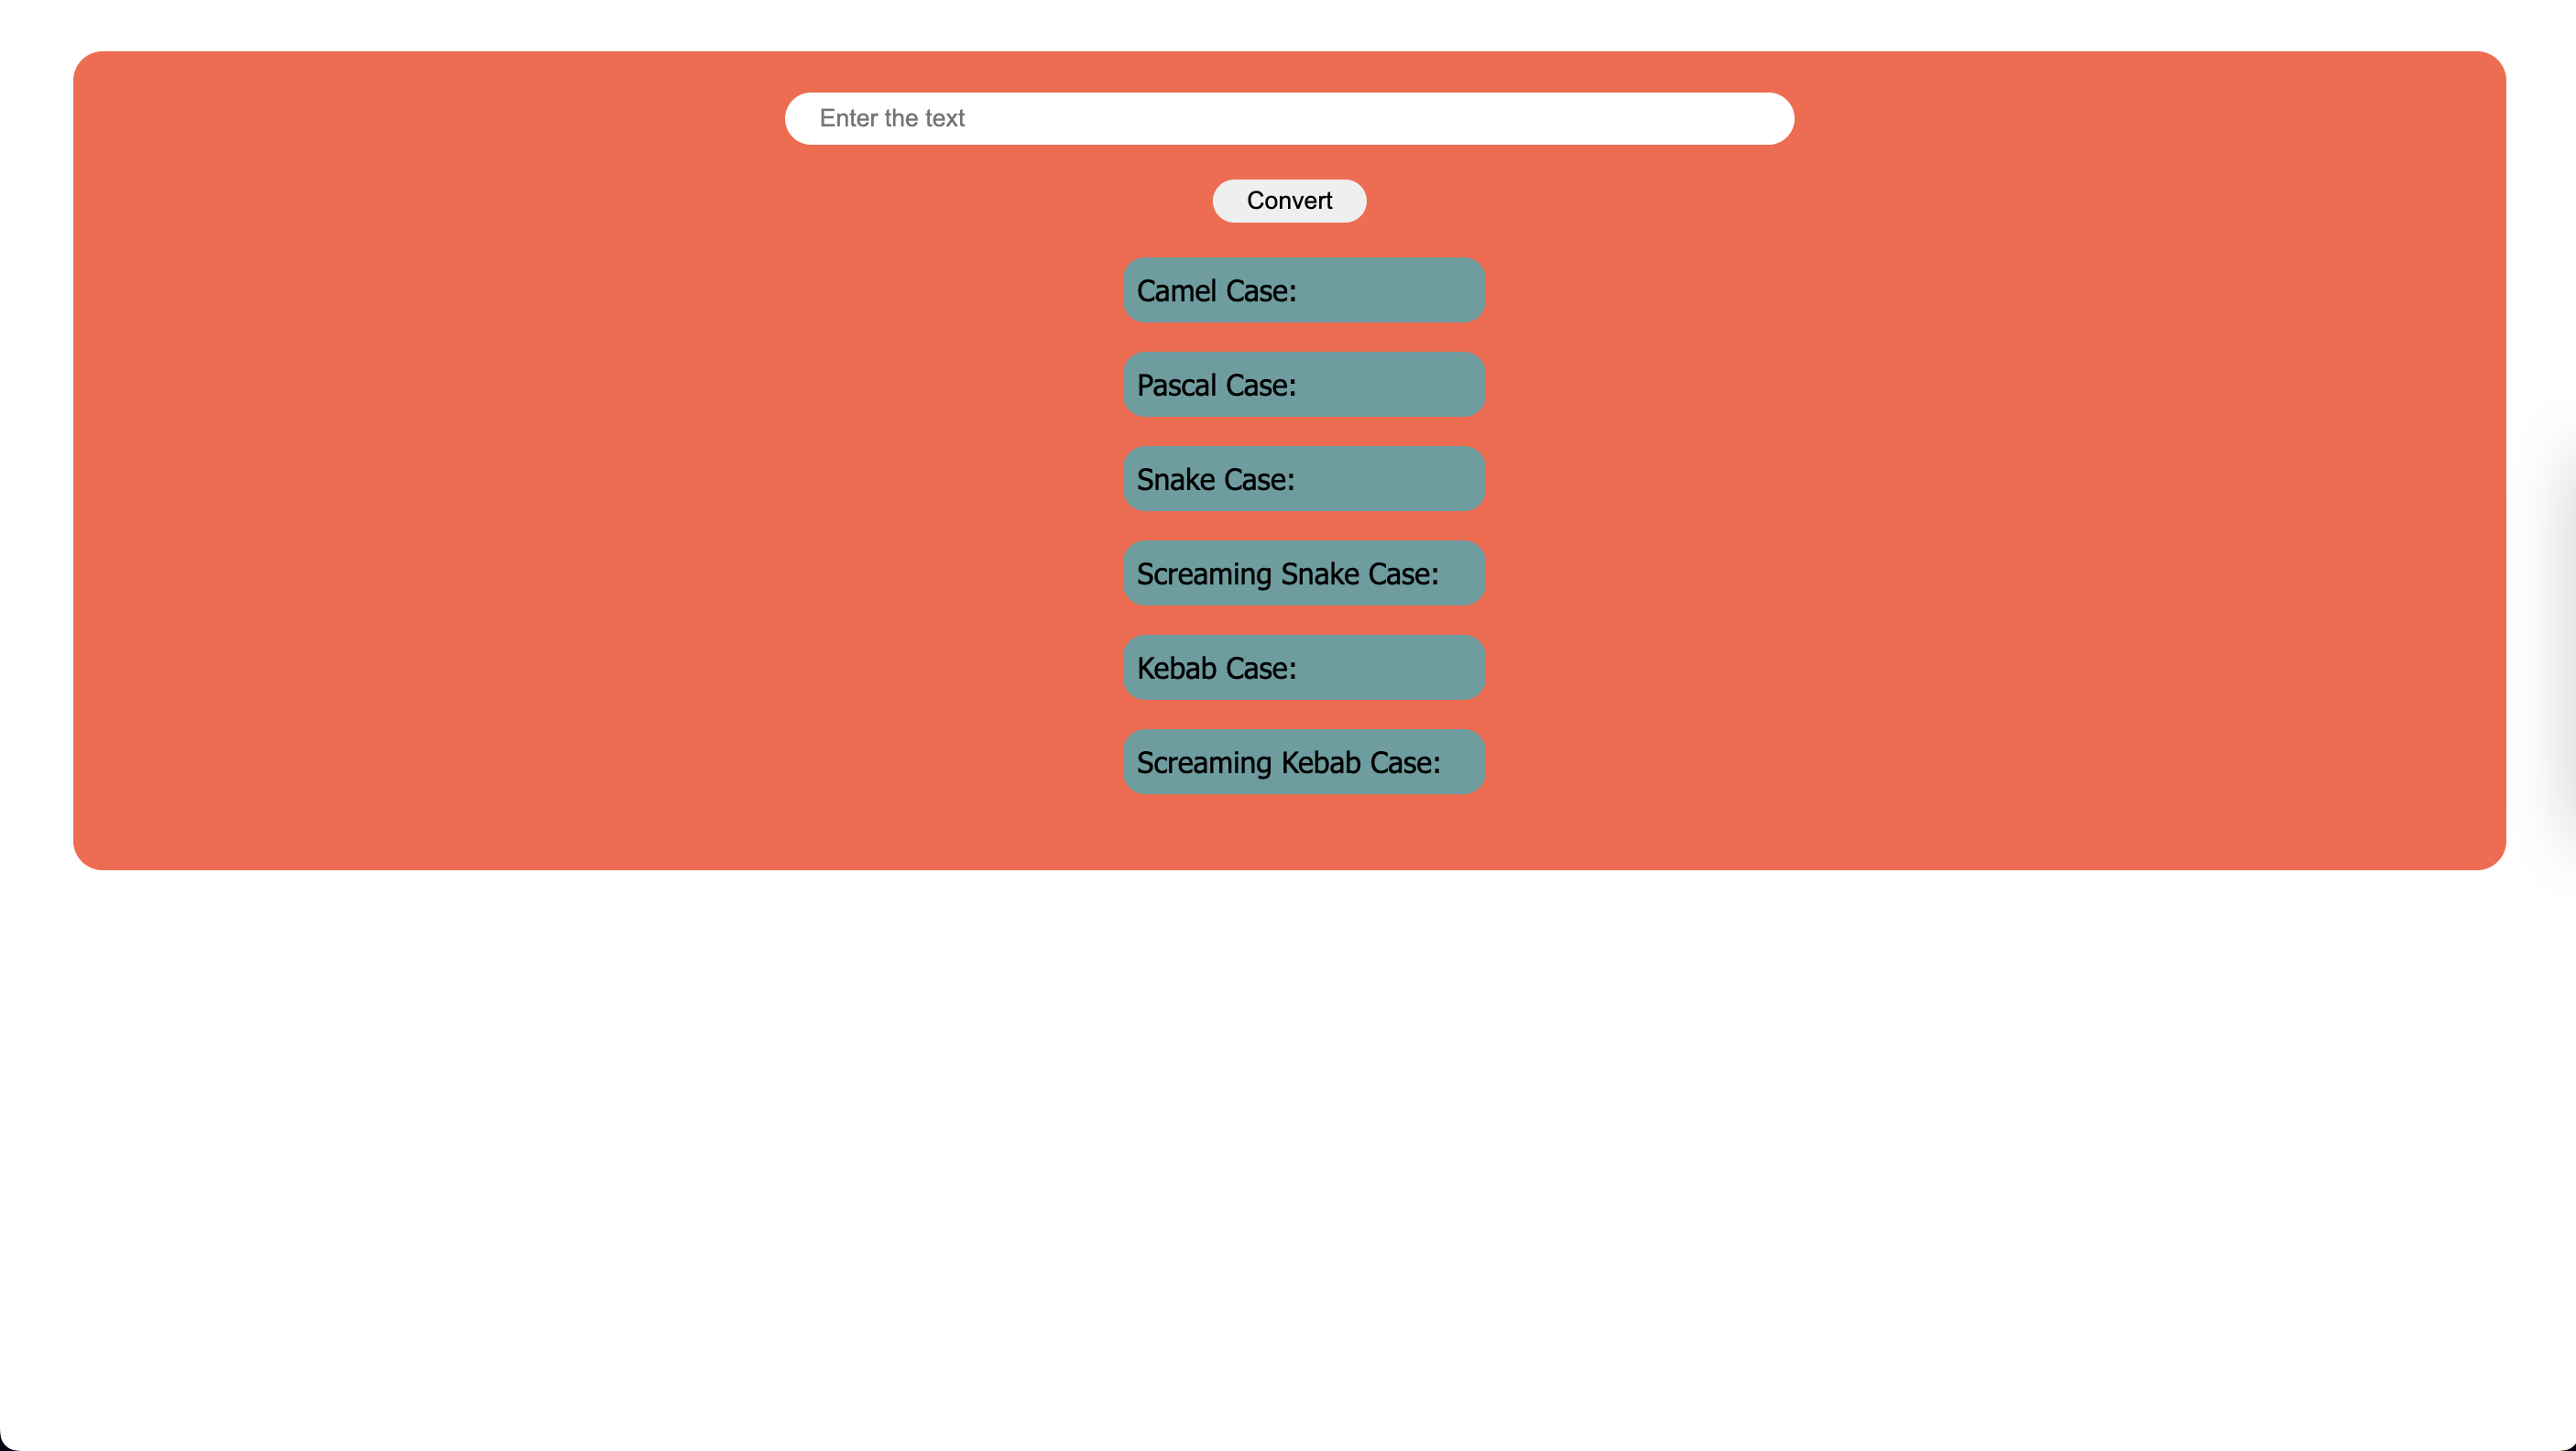 Enter the text
Convert
Camel Case:
Pascal Case:
Snake Case:
Screaming Snake Case:
Kebab Case:
Screaming Kebab Case: